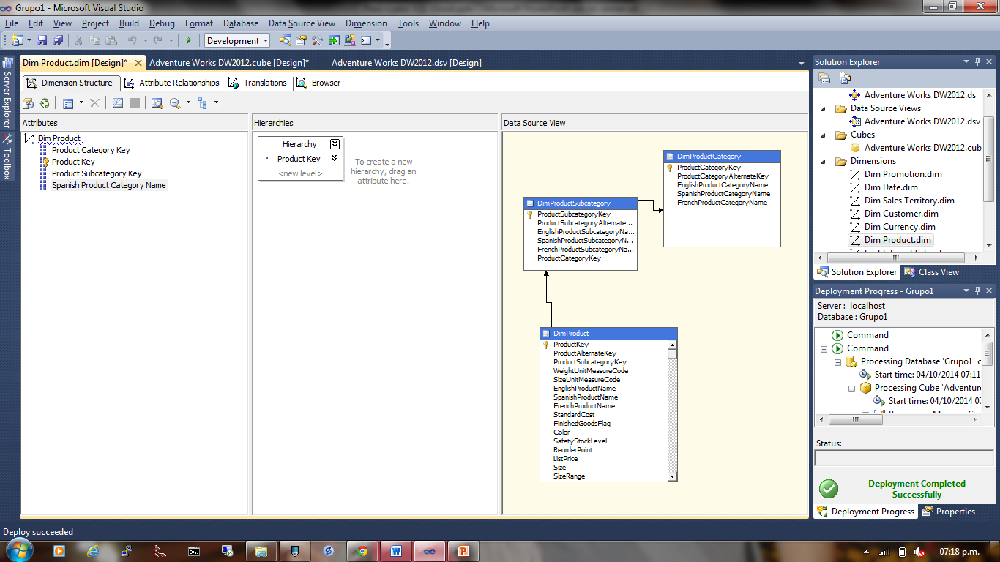 Grupo1 - Microsoft Visual Studio
File Edit View Project Build Debug Format Database Data Source View Dimension Tools Window Help
Development
Dim Product.dim [Design]* Adventure Works DW2012.cube [Design]* Adventure Works DW2012.dsv [Design]
Dimension Structure Attribute Relationships Translations Browser
Server Explorer
Toolbox
Attributes
Dim Product
Product Category Key
Product Key
Product Subcategory Key
Spanish Product Category Name
Hierarchies
Hierarchy
Product Key
<new level>
To create a new
hierarchy, drag an
attribute here.
Data Source View
DimProductCategory
ProductCategoryKey
ProductCategoryAlternateKey
EnglishProductCategoryName
SpanishProductCategoryName
FrenchProductCategoryName
DimProductSubcategory
ProductSubcategoryKey
ProductSubcategoryAlternate...
EnglishProductSubcategoryNa...
SpanishProductSubcategoryN...
FrenchProductSubcategoryNa...
ProductCategoryKey
DimProduct
ProductKey
ProductAlternateKey
ProductSubcategoryKey
WeightUnitMeasureCode
SizeUnitMeasureCode
EnglishProductName
SpanishProductName
FrenchProductName
StandardCost
FinishedGoodsFlag
Color
SafetyStockLevel
ReorderPoint
ListPrice
Size
SizeRange
Solution Explorer
Adventure Works DW2012.ds
Data Source Views
Adventure Works DW2012.dsv
Cubes
Adventure Works DW2012.cub
Dimensions
Dim Promotion.dim
Dim Date.dim
Dim Sales Territory.dim
Dim Customer.dim
Dim Currency.dim
Dim Product.dim
Solution Explorer Class View
Deployment Progress - Grupo1
Server : localhost
Database : Grupo1
Command
Command
Processing Database 'Grupo1' c
Start time: 04/10/2014 07:11
Processing Cube 'Adventure
Start time: 04/10/2014 07
Status:
Deployment Completed
Successfully
Deployment Progress Properties
Deploy succeeded
07:18 p.m.